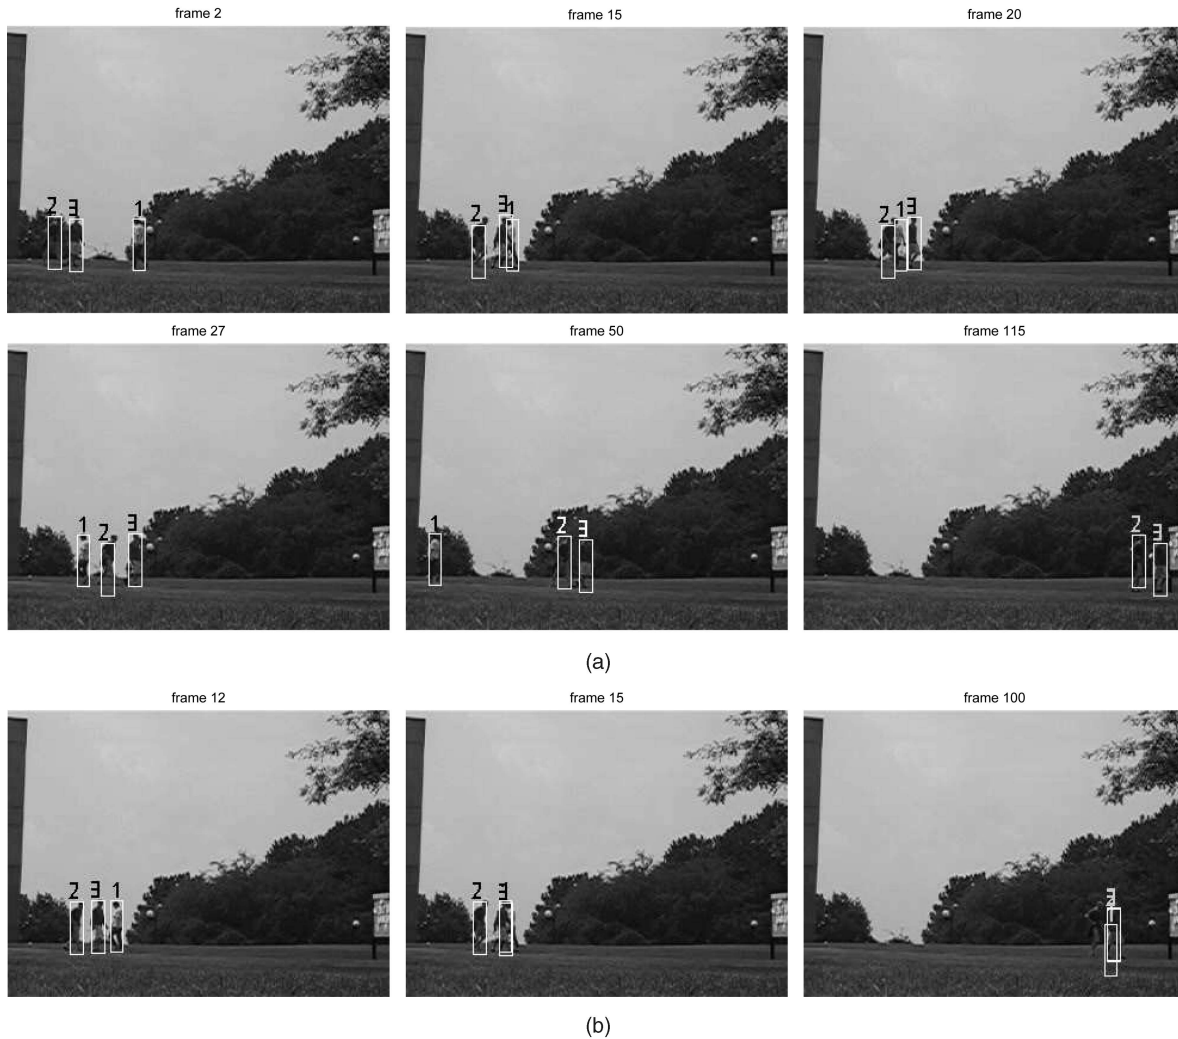 frame 2
frame 15
frame 20
2 3 1
2 3 1
2 1 3
frame 27
frame 50
frame 115
1 2 3
1 2 3
2 3
(a)
frame 12
frame 15
frame 100
2 3 1
2
(b)